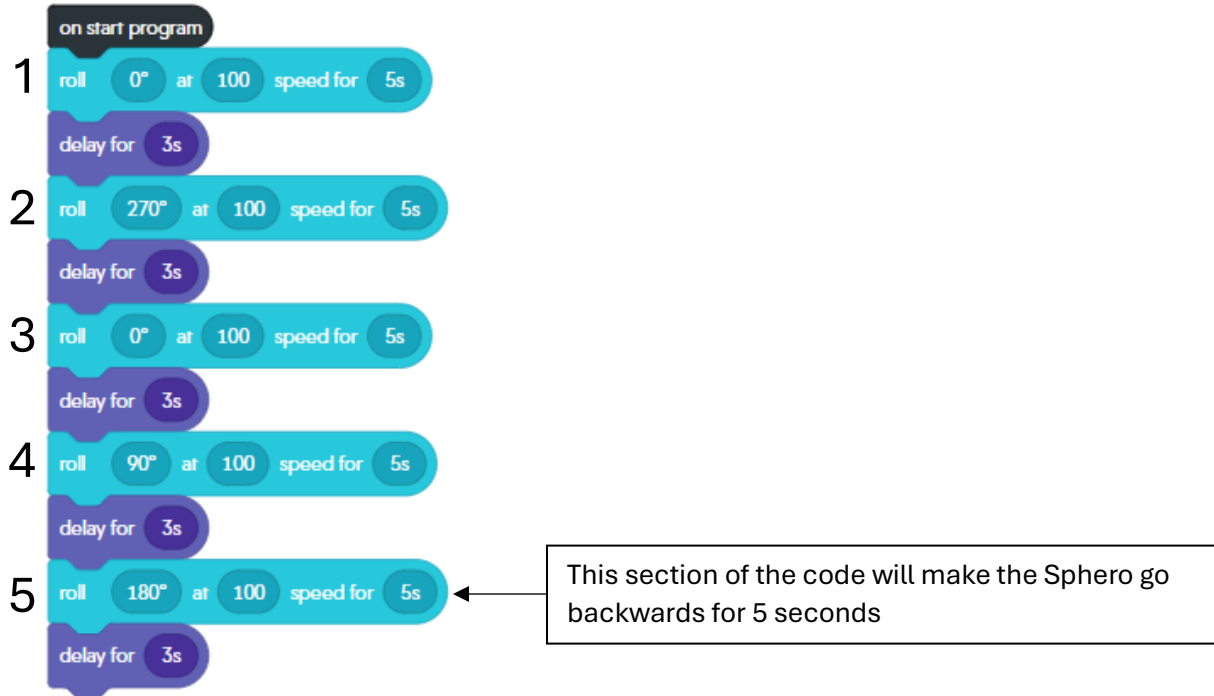 on start program
1 roll 0° at 100 speed for 5s
delay for 3s
2 roll 270° at 100 speed for 5s
delay for 3s
3 roll 0° at 100 speed for 5s
delay for 3s
4 roll 90° at 100 speed for 5s
delay for 3s
5 roll 180° at 100 speed for 5s
This section of the code will make the Sphero go
backwards for 5 seconds
delay for 3s